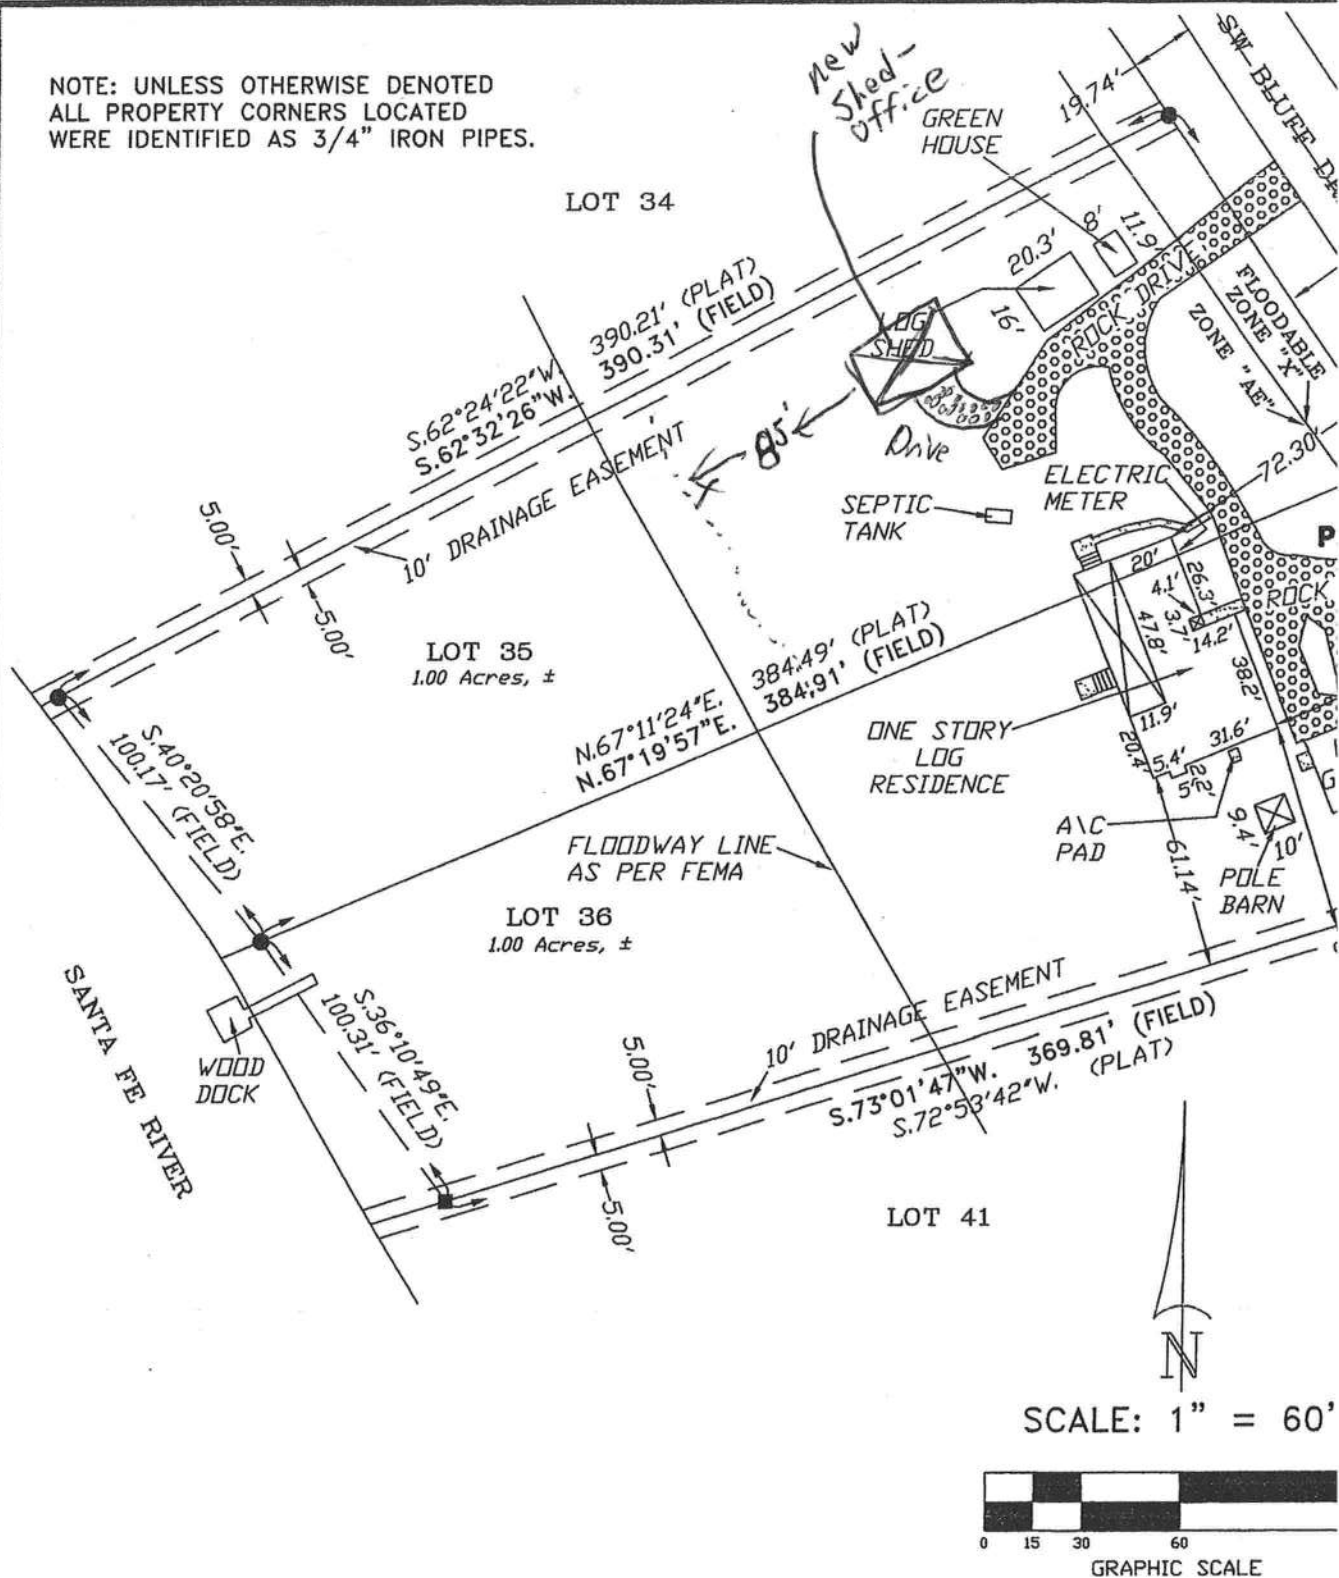 NOTE: UNLESS OTHERWISE DENOTED
ALL PROPERTY CORNERS LOCATED
WERE IDENTIFIED AS 3/4" IRON PIPES.
new
Shed-
office
GREEN
HOUSE
19.74'
SW BLUFF
LOT 34
8'
11.9'
20.3'
16'
LOG
SHED
ROCK DRIVE
FLOODABLE
ZONE "X"
ZONE "AE"
390.21' (PLAT)
390.31' (FIELD)
S.62°24'22"W.
S.62°32'26"W.
85'
Drive
72.30
ELECTRIC
METER
SEPTIC
TANK
10' DRAINAGE EASEMENT
5.00'
5.00'
P
20'
4.1'
26.3'
3.7'
47.8'
14.2'
38.2'
ROCK
LOT 35
1.00 Acres, ±
384.49' (PLAT)
384.91' (FIELD)
N.67°11'24"E.
N.67°19'57"E.
ONE STORY
LOG
RESIDENCE
11.9'
20.4'
5.4'
31.6'
2.2'
5'
G
S.40°20'58"E.
100.17' (FIELD)
A\C
PAD
9.4'
10'
POLE
BARN
61.14'
FLOODWAY LINE
AS PER FEMA
LOT 36
1.00 Acres, ±
SANTA FE RIVER
WOOD
DOCK
S.36°10'49"E.
100.31' (FIELD)
5.00'
5.00'
10' DRAINAGE EASEMENT
S.73°01'47"W. 369.81' (FIELD)
S.72°53'42"W. (PLAT)
LOT 41
N
SCALE: 1" = 60'
0 15 30 60
GRAPHIC SCALE